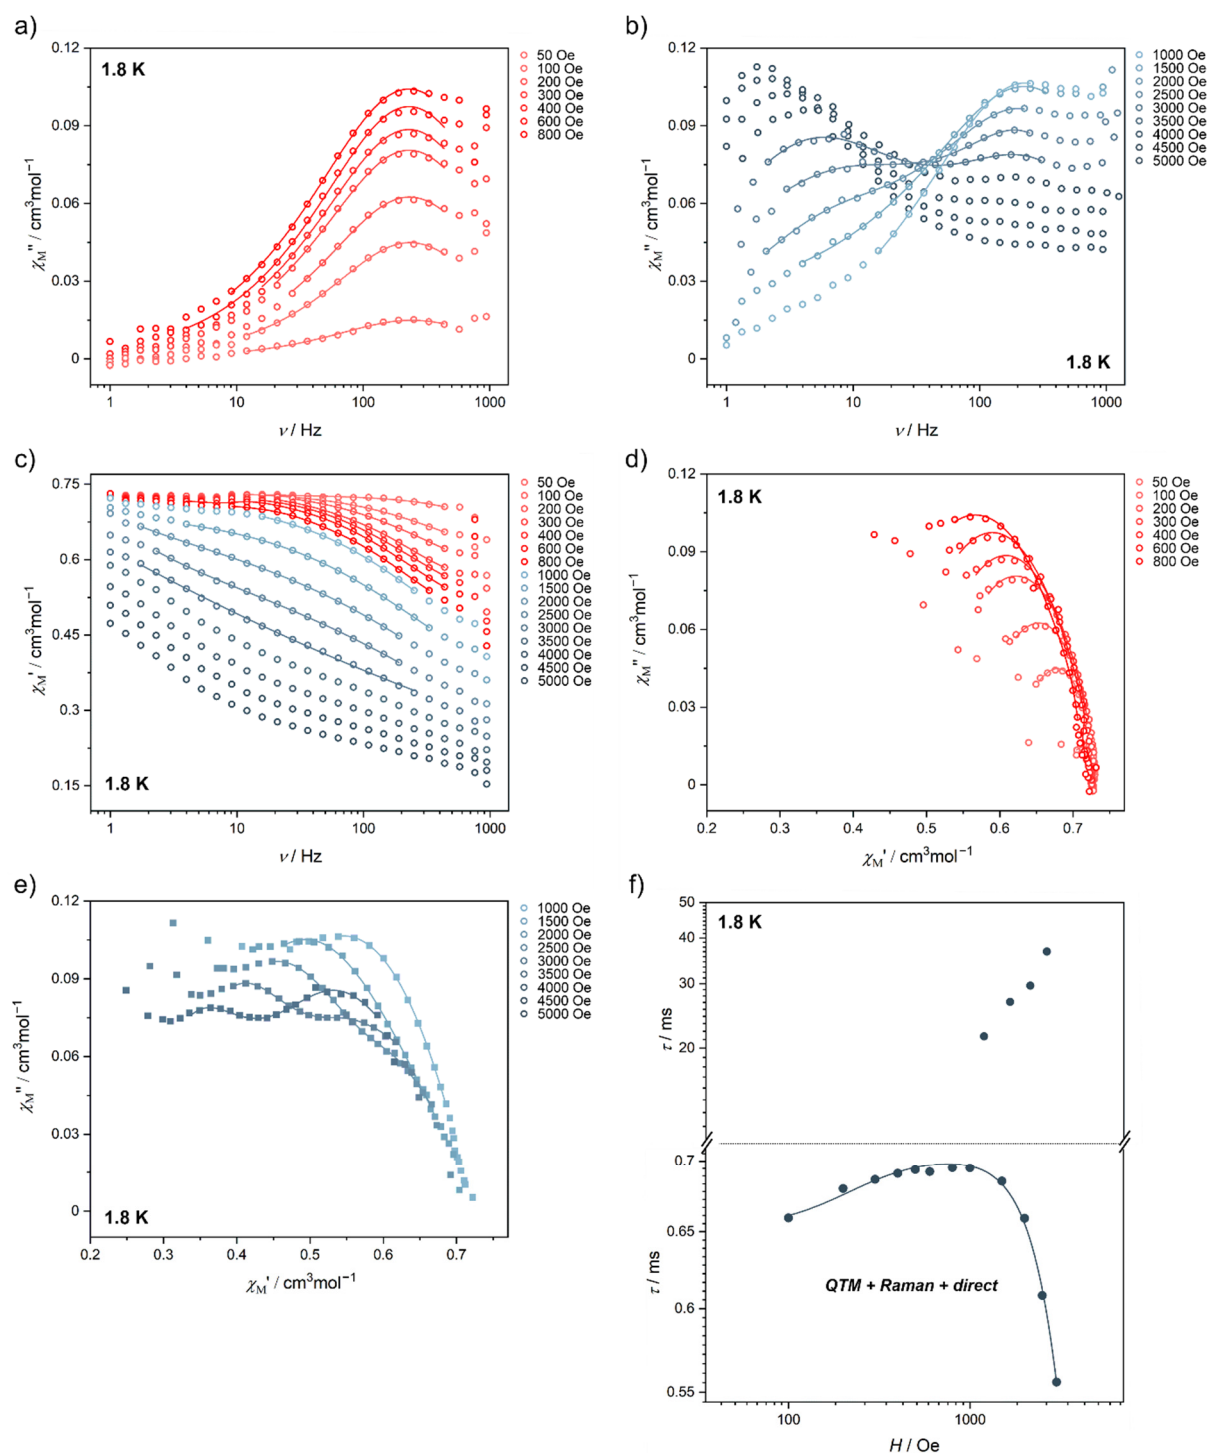 a)
1.8 K
0.12
0.09
0.06
0.03
0
χM'' / cm3mol−1
1
10
100
1000
ν / Hz
50 Oe
100 Oe
200 Oe
300 Oe
400 Oe
600 Oe
800 Oe
b)
0.12
0.09
0.06
0.03
0
χM'' / cm3mol−1
1
10
100
1000
ν / Hz
1.8 K
1000 Oe
1500 Oe
2000 Oe
2500 Oe
3000 Oe
3500 Oe
4000 Oe
4500 Oe
5000 Oe
c)
0.75
0.6
0.45
0.3
0.15
χM' / cm3mol−1
1.8 K
1
10
100
1000
ν / Hz
50 Oe
100 Oe
200 Oe
300 Oe
400 Oe
600 Oe
800 Oe
1000 Oe
1500 Oe
2000 Oe
2500 Oe
3000 Oe
3500 Oe
4000 Oe
4500 Oe
5000 Oe
d)
1.8 K
0.12
0.09
0.06
0.03
0
χM'' / cm3mol−1
0.2
0.3
0.4
0.5
0.6
0.7
χM' / cm3mol−1
50 Oe
100 Oe
200 Oe
300 Oe
400 Oe
600 Oe
800 Oe
e)
0.12
0.09
0.06
0.03
0
χM'' / cm3mol−1
1.8 K
0.2
0.3
0.4
0.5
0.6
0.7
χM' / cm3mol−1
1000 Oe
1500 Oe
2000 Oe
2500 Oe
3000 Oe
3500 Oe
4000 Oe
4500 Oe
5000 Oe
f)
1.8 K
50
40
30
20
τ / ms
0.7
0.65
0.6
0.55
τ / ms
QTM + Raman + direct
100
1000
H / Oe